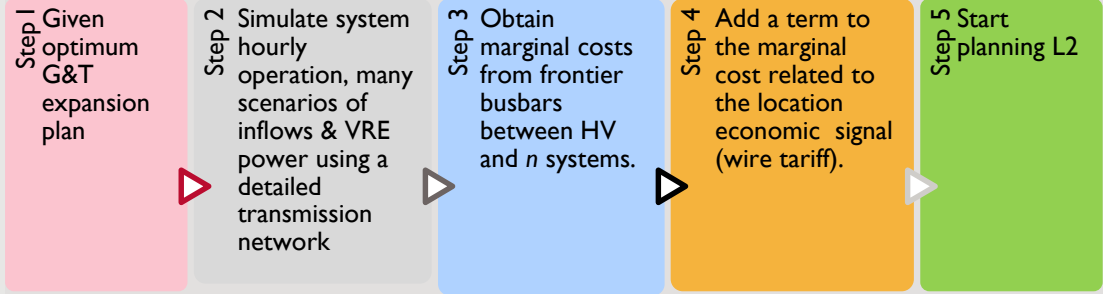 Step 1
Given
optimum
G&T
expansion
plan
Step 2
Simulate system
hourly
operation, many
scenarios of
inflows & VRE
power using a
detailed
transmission
network
Step 3
Obtain
marginal costs
from frontier
busbars
between HV
and n systems.
Step 4
Add a term to
the marginal
cost related to
the location
economic signal
(wire tariff).
Step 5
Start
planning L2